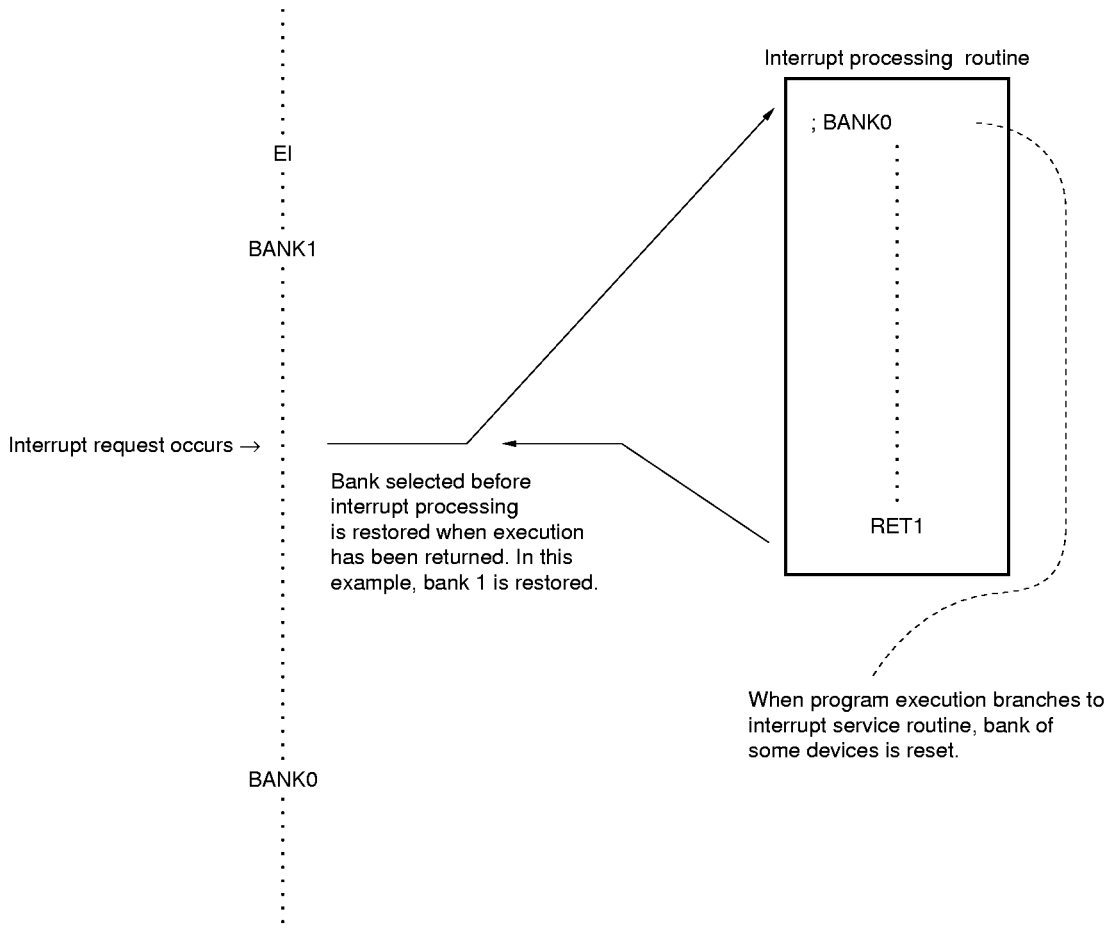 Interrupt processing routine
; BANK0
EI
BANK1
Interrupt request occurs →
Bank selected before
interrupt processing
is restored when execution
has been returned. In this
example, bank 1 is restored.
RET1
When program execution branches to
interrupt service routine, bank of
some devices is reset.
BANK0